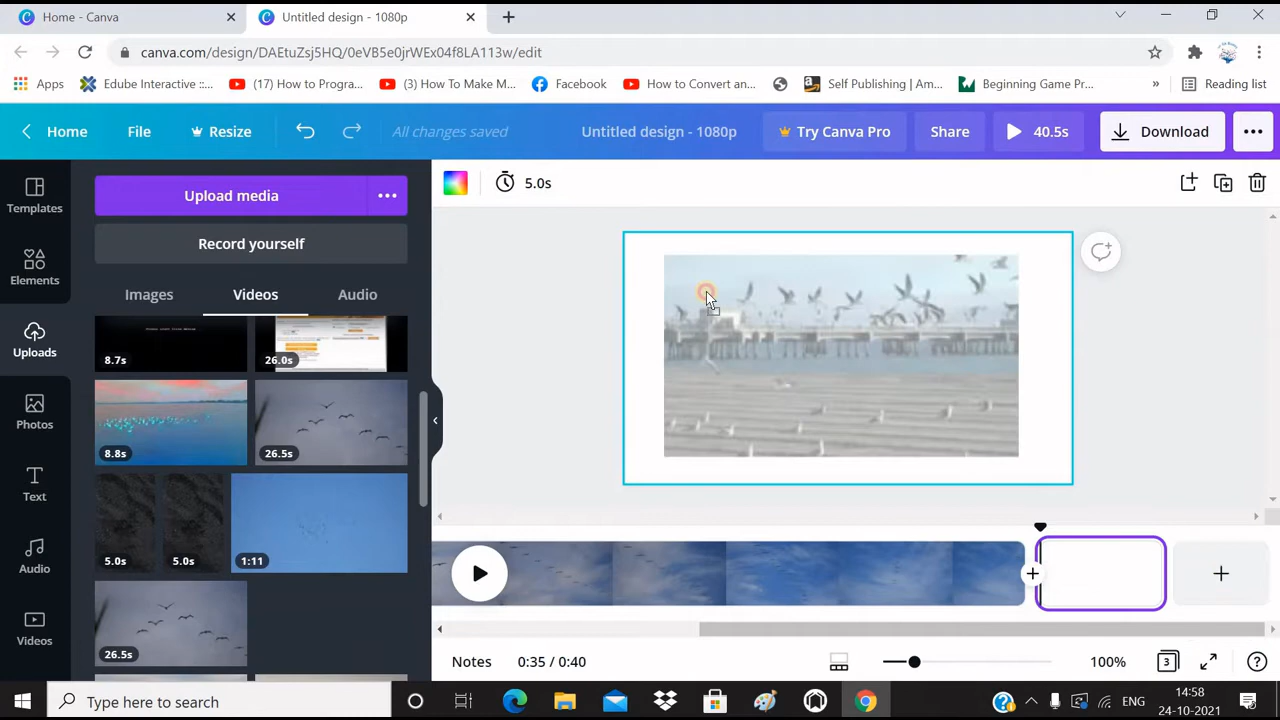 Home - Canva
Untitled design - 1080p
canva.com/design/DAEtuZsj5HQ/0eVB5e0jrWEx04f8LA113w/edit
Apps
Edube Interactive ::...
(17) How to Progra...
(3) How To Make M...
Facebook
How to Convert an...
Self Publishing | Am...
Beginning Game Pr...
»
Reading list
Home
File
Resize
All changes saved
Untitled design - 1080p
Try Canva Pro
Share
40.5s
Download
Templates
Elements
Uploads
Photos
Text
Audio
Videos
Upload media
Record yourself
Images
Videos
Audio
8.7s
26.0s
8.8s
26.5s
5.0s
5.0s
1:11
26.5s
5.0s
Notes
0:35 / 0:40
100%
3
Type here to search
ENG
14:58
24-10-2021